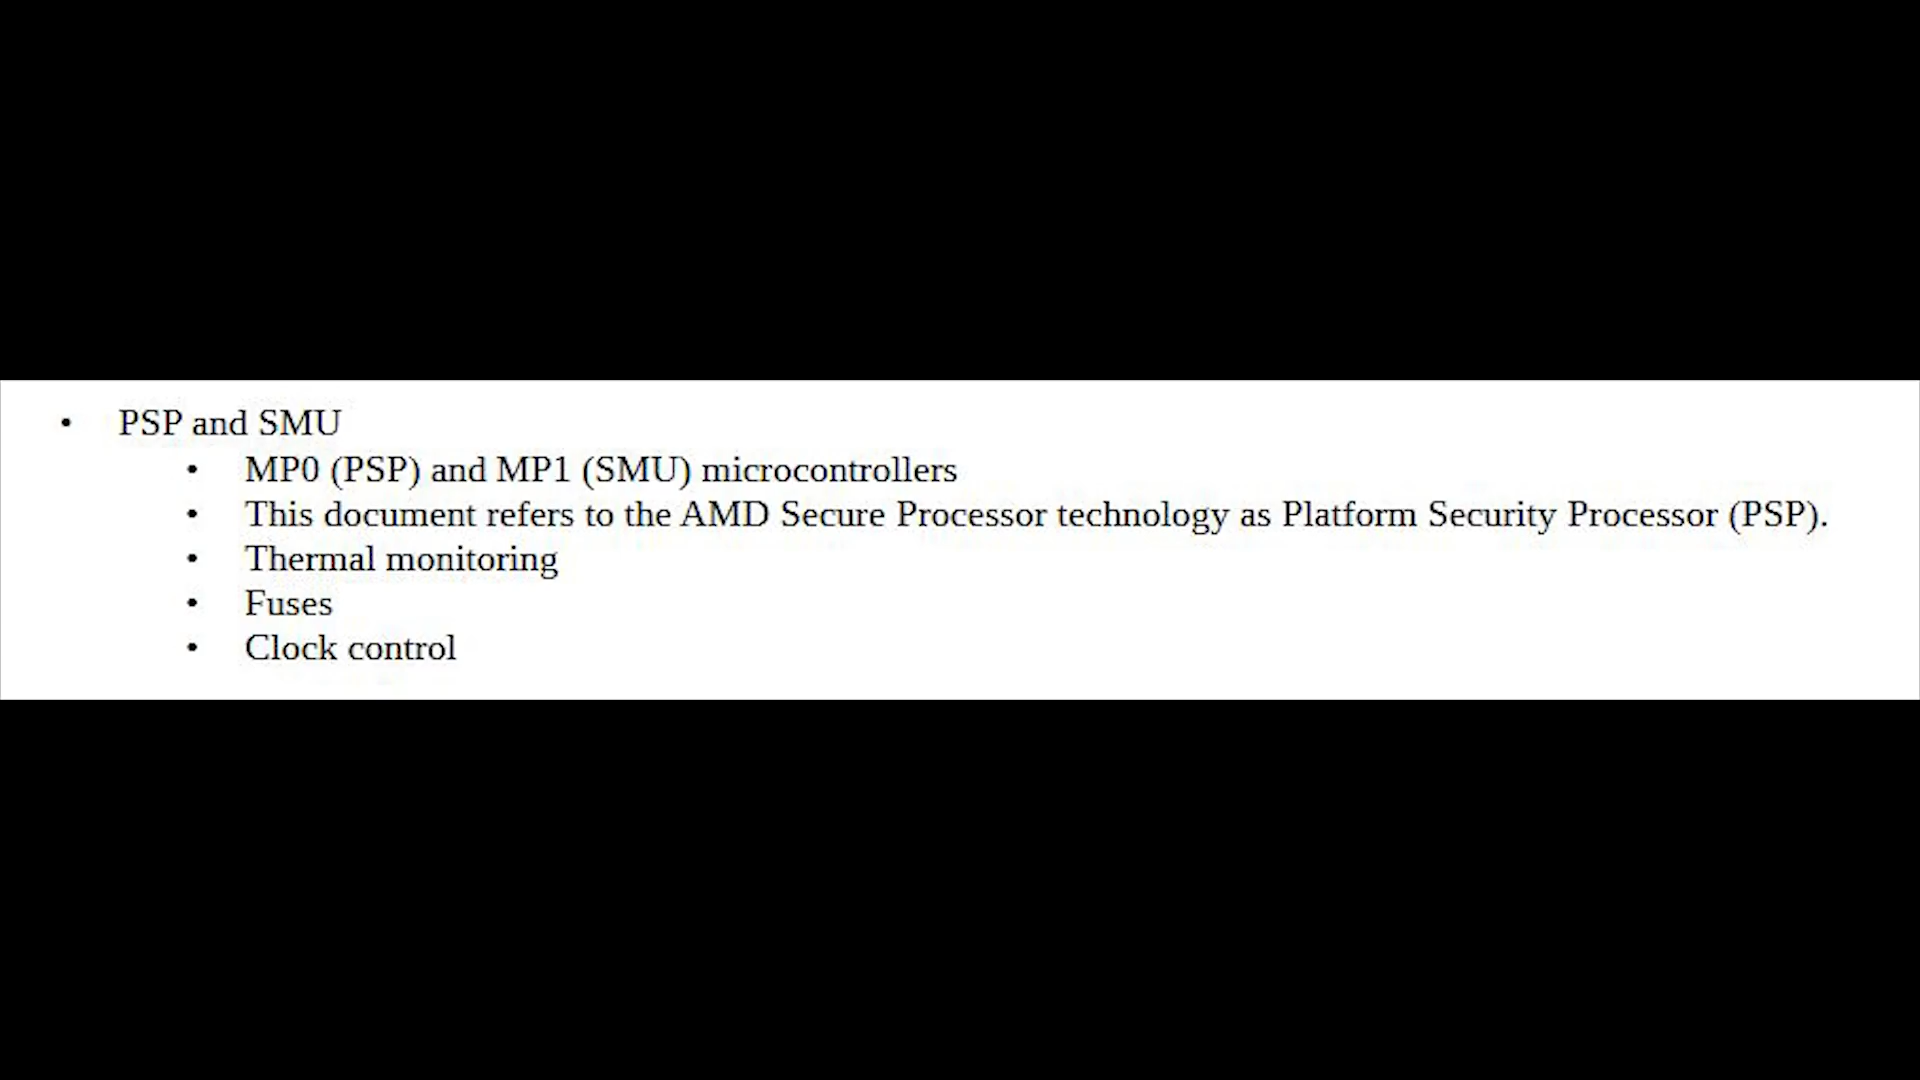 • PSP and SMU
• MP0 (PSP) and MP1 (SMU) microcontrollers
• This document refers to the AMD Secure Processor technology as Platform Security Processor (PSP).
• Thermal monitoring
• Fuses
• Clock control